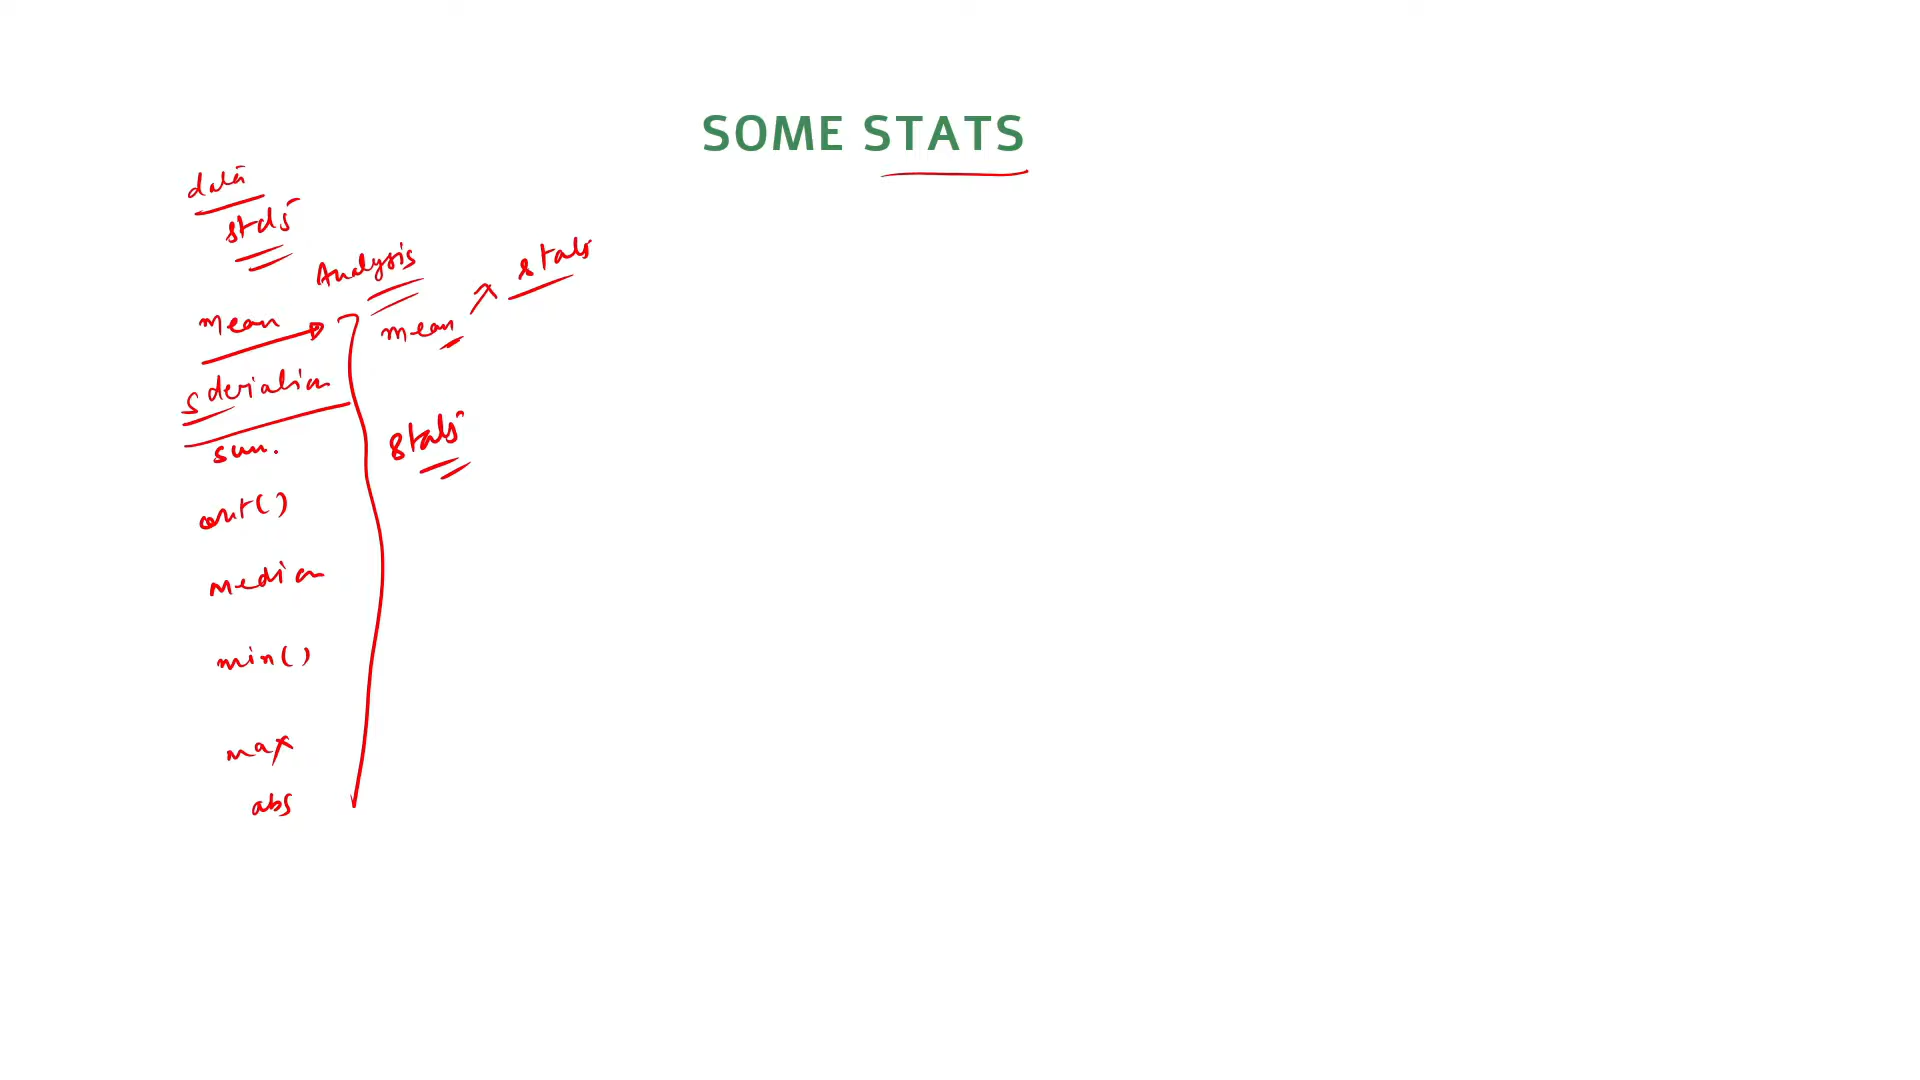 SOME STATS
data
stats
Analysis
stats
mean
mean
s deviation
sum.
stats
count()
median
min()
max
abs